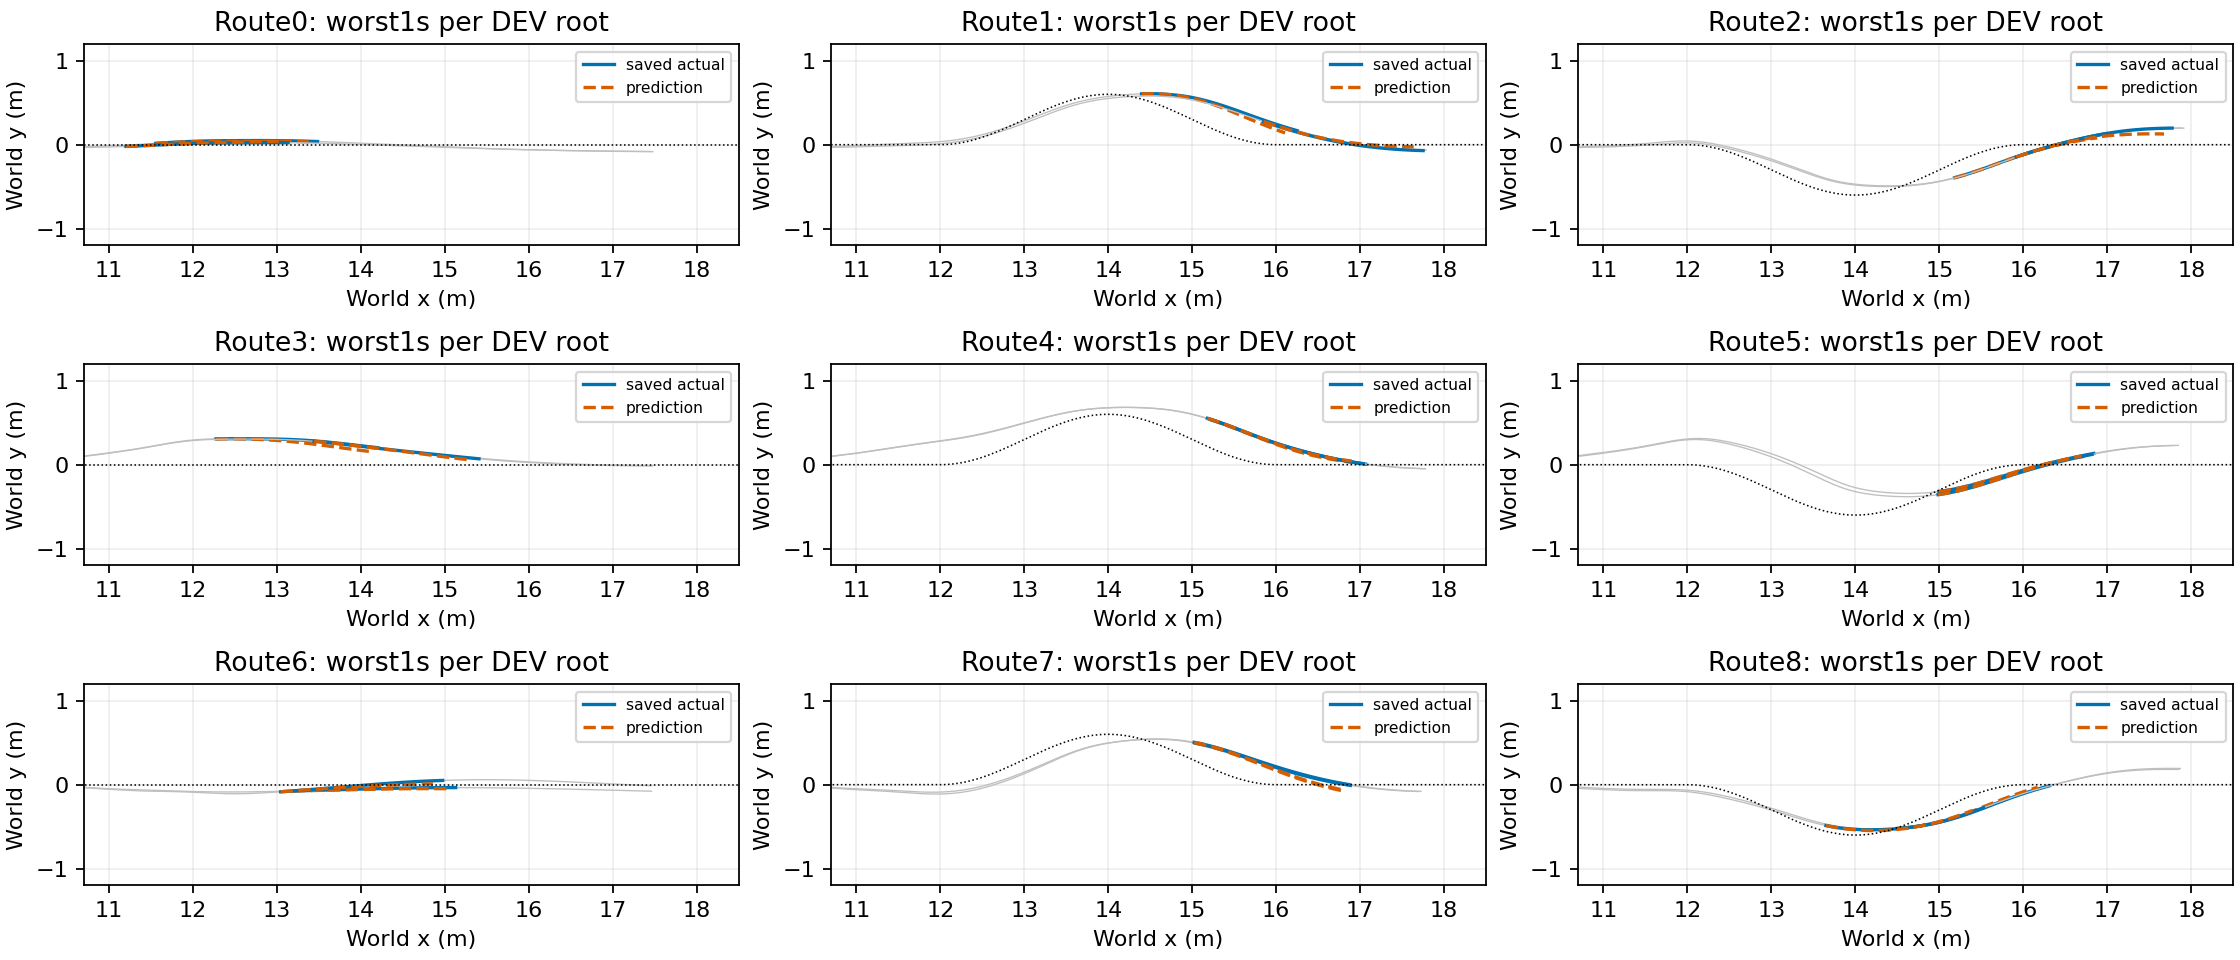 Route0: worst1s per DEV root
World y (m)
1
0
−1
11 12 13 14 15 16 17 18
World x (m)
saved actual
prediction
Route1: worst1s per DEV root
World y (m)
1
0
−1
11 12 13 14 15 16 17 18
World x (m)
saved actual
prediction
Route2: worst1s per DEV root
World y (m)
1
0
−1
11 12 13 14 15 16 17 18
World x (m)
saved actual
prediction
Route3: worst1s per DEV root
World y (m)
1
0
−1
11 12 13 14 15 16 17 18
World x (m)
saved actual
prediction
Route4: worst1s per DEV root
World y (m)
1
0
−1
11 12 13 14 15 16 17 18
World x (m)
saved actual
prediction
Route5: worst1s per DEV root
World y (m)
1
0
−1
11 12 13 14 15 16 17 18
World x (m)
saved actual
prediction
Route6: worst1s per DEV root
World y (m)
1
0
−1
11 12 13 14 15 16 17 18
World x (m)
saved actual
prediction
Route7: worst1s per DEV root
World y (m)
1
0
−1
11 12 13 14 15 16 17 18
World x (m)
saved actual
prediction
Route8: worst1s per DEV root
World y (m)
1
0
−1
11 12 13 14 15 16 17 18
World x (m)
saved actual
prediction